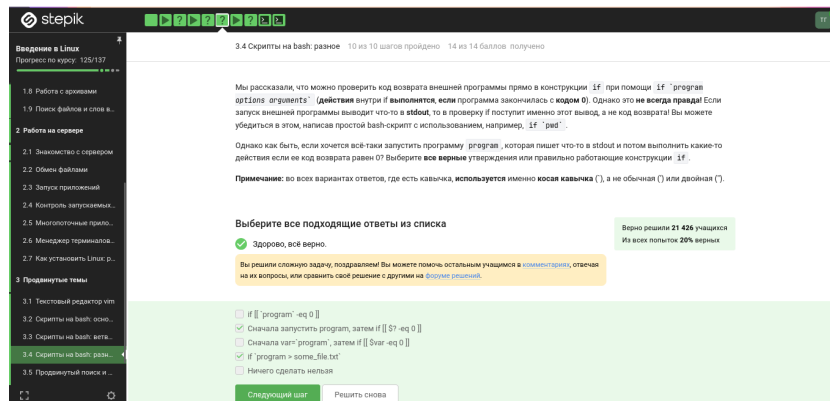 stepik
ТГ
Введение в Linux
Прогресс по курсу: 125/137
1.8 Работа с архивами
1.9 Поиск файлов и слов в...
2 Работа на сервере
2.1 Знакомство с сервером
2.2 Обмен файлами
2.3 Запуск приложений
2.4 Контроль запускаемых...
2.5 Многопоточные прило...
2.6 Менеджер терминалов...
2.7 Как установить Linux: р...
3 Продвинутые темы
3.1 Текстовый редактор vim
3.2 Скрипты на bash: осно...
3.3 Скрипты на bash: ветв...
3.4 Скрипты на bash: разн...
3.5 Продвинутый поиск и ...
3.4 Скрипты на bash: разное 10 из 10 шагов пройдено 14 из 14 баллов получено
Мы рассказали, что можно проверить код возврата внешней программы прямо в конструкции if при помощи if `program
options arguments` (действия внутри if выполнятся, если программа закончилась с кодом 0). Однако это не всегда правда! Если
запуск внешней программы выводит что-то в stdout, то в проверку if поступит именно этот вывод, а не код возврата! Вы можете
убедиться в этом, написав простой bash-скрипт с использованием, например, if `pwd` .
Однако как быть, если хочется всё-таки запустить программу program , которая пишет что-то в stdout и потом выполнить какие-то
действия если ее код возврата равен 0? Выберите все верные утверждения или правильно работающие конструкции if .
Примечание: во всех вариантах ответов, где есть кавычка, используется именно косая кавычка (`), а не обычная (') или двойная (").
Выберите все подходящие ответы из списка
Здорово, всё верно.
Верно решили 21 426 учащихся
Из всех попыток 20% верных
Вы решили сложную задачу, поздравляем! Вы можете помочь остальным учащимся в комментариях, отвечая
на их вопросы, или сравнить своё решение с другими на форуме решений.
if [[ `program` -eq 0 ]]
Сначала запустить program, затем if [[ $? -eq 0 ]]
Сначала var=`program`, затем if [[ $var -eq 0 ]]
if `program > some_file.txt`
Ничего сделать нельзя
Следующий шаг
Решить снова